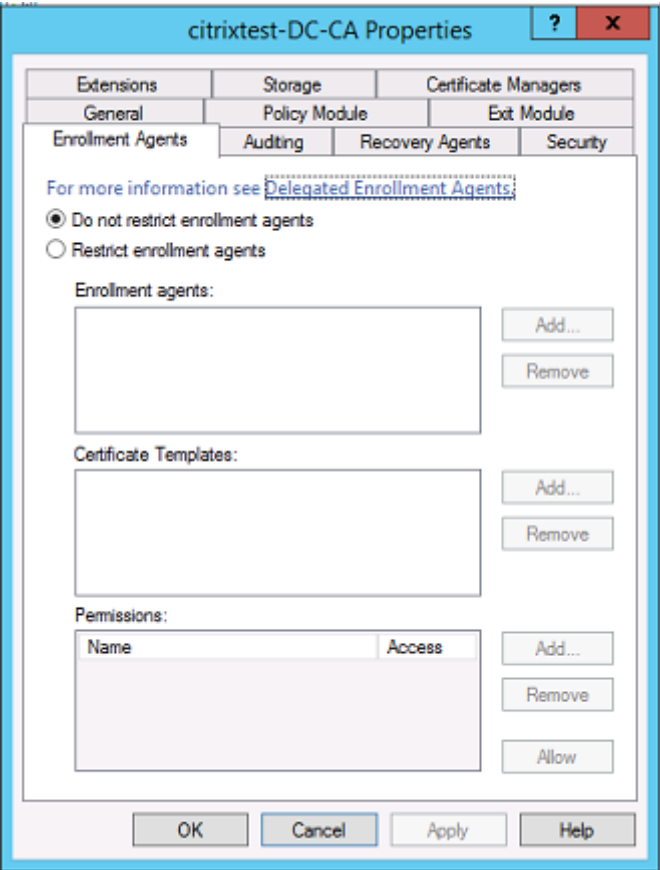 citrixtest-DC-CA Properties
?
x
Extensions
Storage
Certificate Managers
General
Policy Module
Exit Module
Enrollment Agents
Auditing
Recovery Agents
Security
For more information see Delegated Enrollment Agents.
Do not restrict enrollment agents
Restrict enrollment agents
Enrollment agents:
Add...
Remove
Certificate Templates:
Add...
Remove
Permissions:
Name
Access
Add...
Remove
Allow
OK
Cancel
Apply
Help